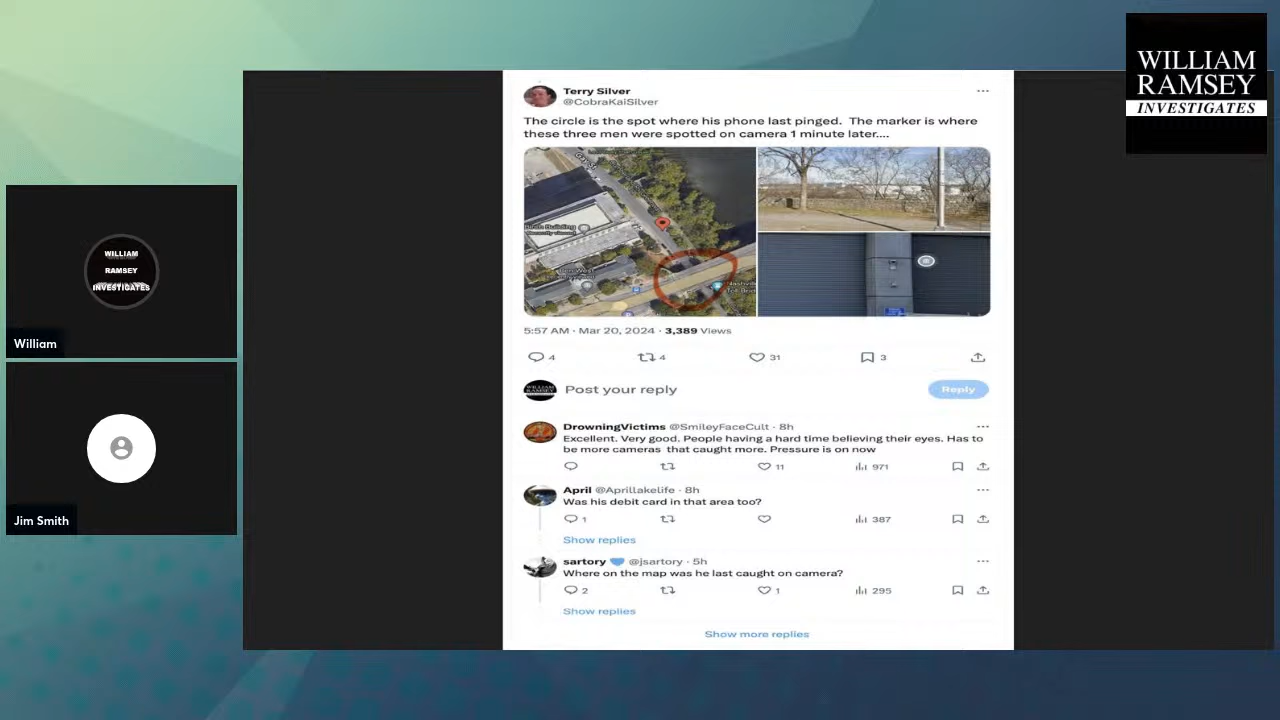 WILLIAM
RAMSEY
INVESTIGATES
WILLIAM
RAMSEY
INVESTIGATES
William
Jim Smith
Terry Silver
@CobraKaiSilver
The circle is the spot where his phone last pinged. The marker is where
these three men were spotted on camera 1 minute later....
5:57 AM · Mar 20, 2024 · 3,389 Views
4
4
31
3
Post your reply
Reply
DrowningVictims @SmileyFaceCult · 8h
Excellent. Very good. People having a hard time believing their eyes. Has to
be more cameras that caught more. Pressure is on now
11
971
April @Aprillakelife · 8h
Was his debit card in that area too?
1
387
Show replies
sartory 💙 @jsartory · 5h
Where on the map was he last caught on camera?
2
1
295
Show replies
Show more replies